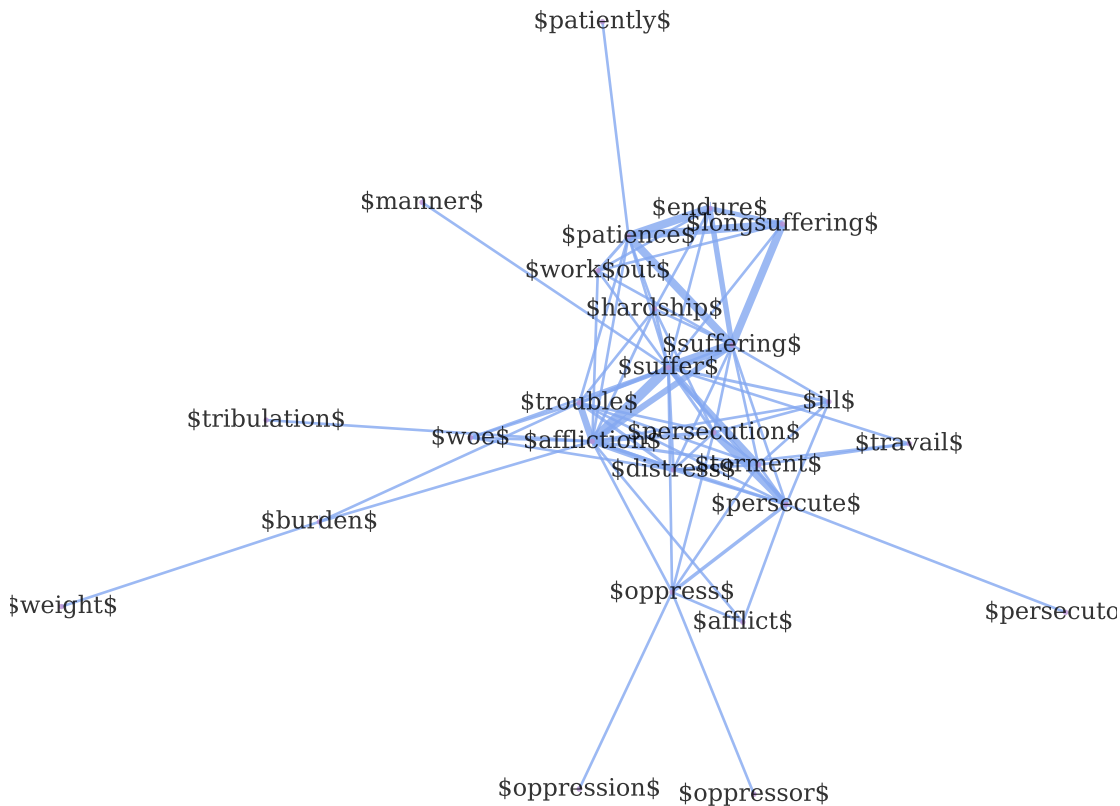 $patiently$
$manner$
$endure$
$longsuffering$
$patience$
$work$out$
$hardship$
$suffering$
$suffer$
$trouble$
$ill$
$tribulation$
$woe$
$affliction$
$persecution$
$travail$
$distress$
$torment$
$persecute$
$burden$
$oppress$
$weight$
$persecuto
$afflict$
$oppression$
$oppressor$